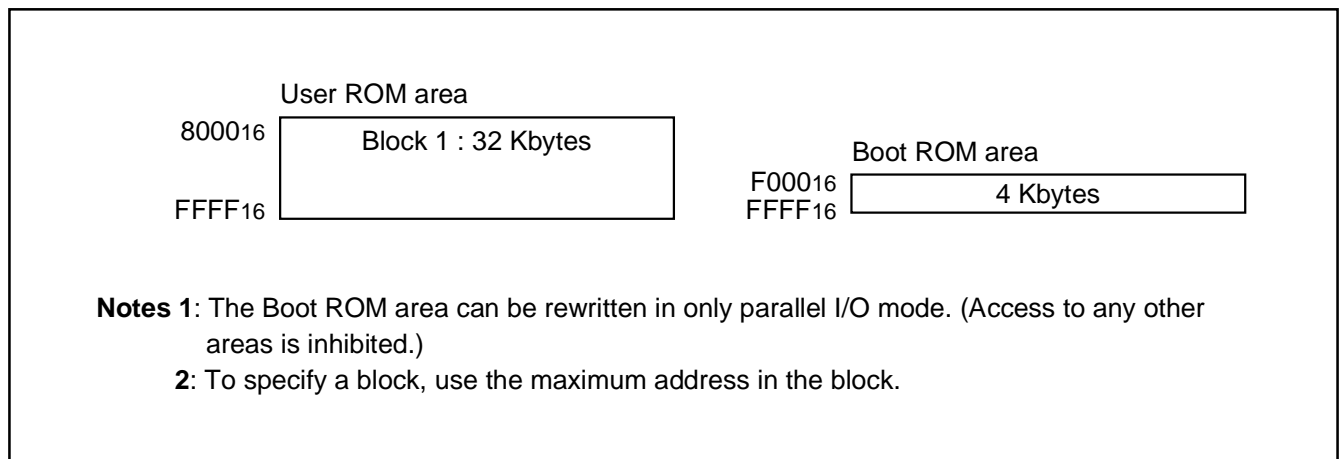 User ROM area
800016
Block 1 : 32 Kbytes
FFFF16
Boot ROM area
F00016
4 Kbytes
FFFF16
Notes 1: The Boot ROM area can be rewritten in only parallel I/O mode. (Access to any other
areas is inhibited.)
2: To specify a block, use the maximum address in the block.